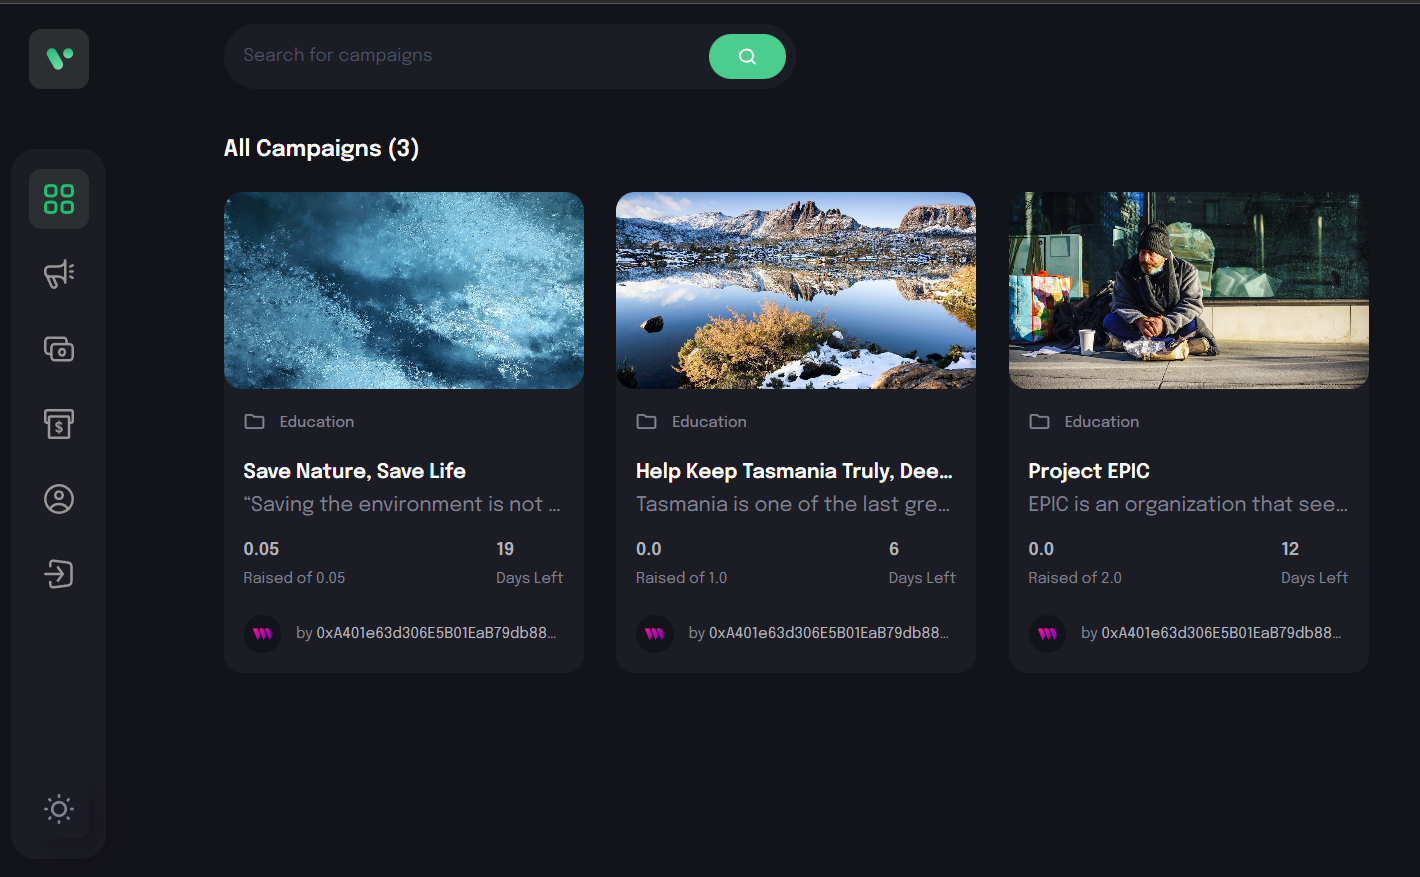 Search for campaigns
All Campaigns (3)
Education
Save Nature, Save Life
“Saving the environment is not ...
0.05
19
Raised of 0.05
Days Left
by 0xA401e63d306E5B01EaB79db88...
Education
Help Keep Tasmania Truly, Dee...
Tasmania is one of the last gre...
0.0
6
Raised of 1.0
Days Left
by 0xA401e63d306E5B01EaB79db88...
Education
Project EPIC
EPIC is an organization that see...
0.0
12
Raised of 2.0
Days Left
by 0xA401e63d306E5B01EaB79db88...